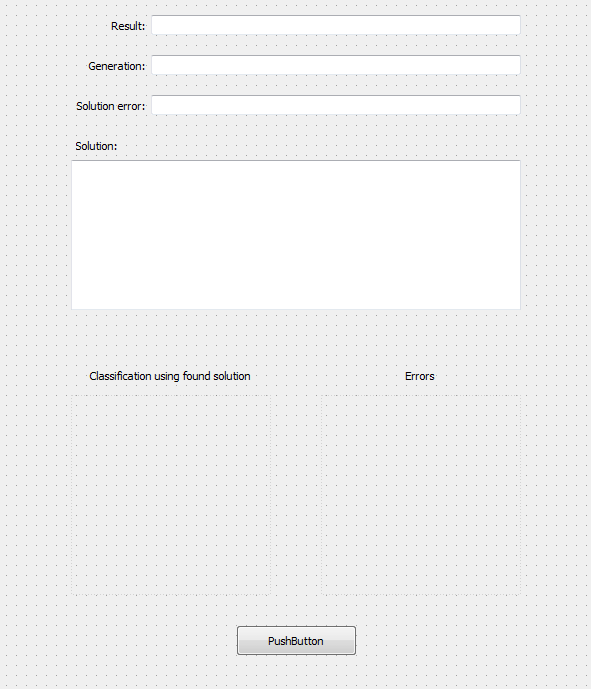 Result:
Generation:
Solution error:
Solution:
Classification using found solution
Errors
PushButton